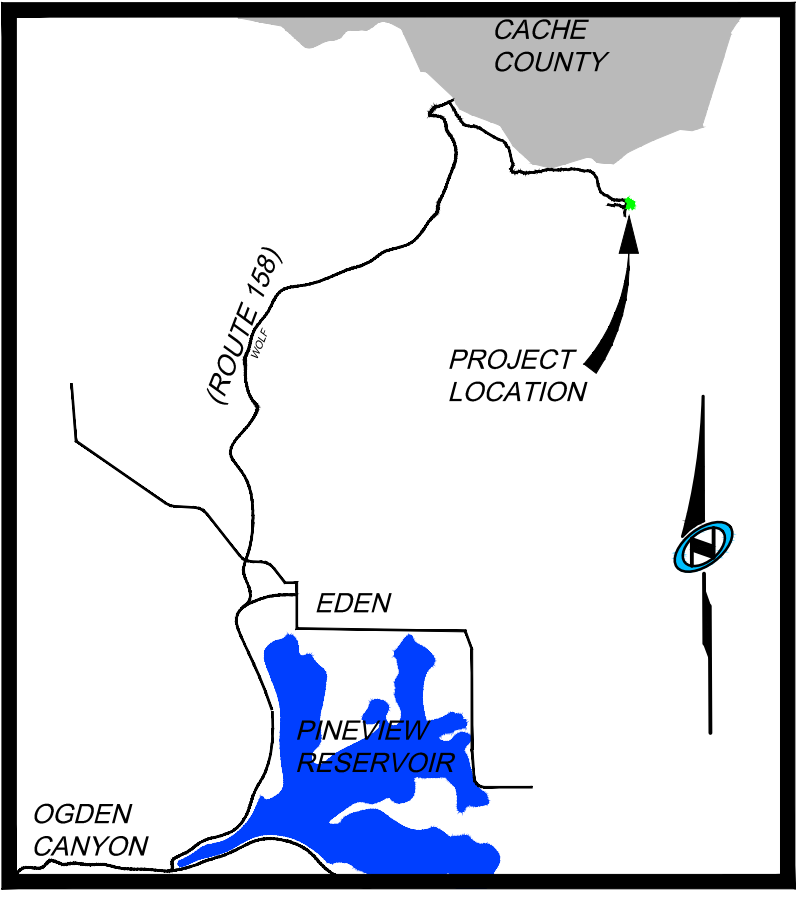 CACHE
COUNTY
(ROUTE 158)
WOLF
PROJECT
LOCATION
N
EDEN
PINEVIEW
RESERVOIR
OGDEN
CANYON